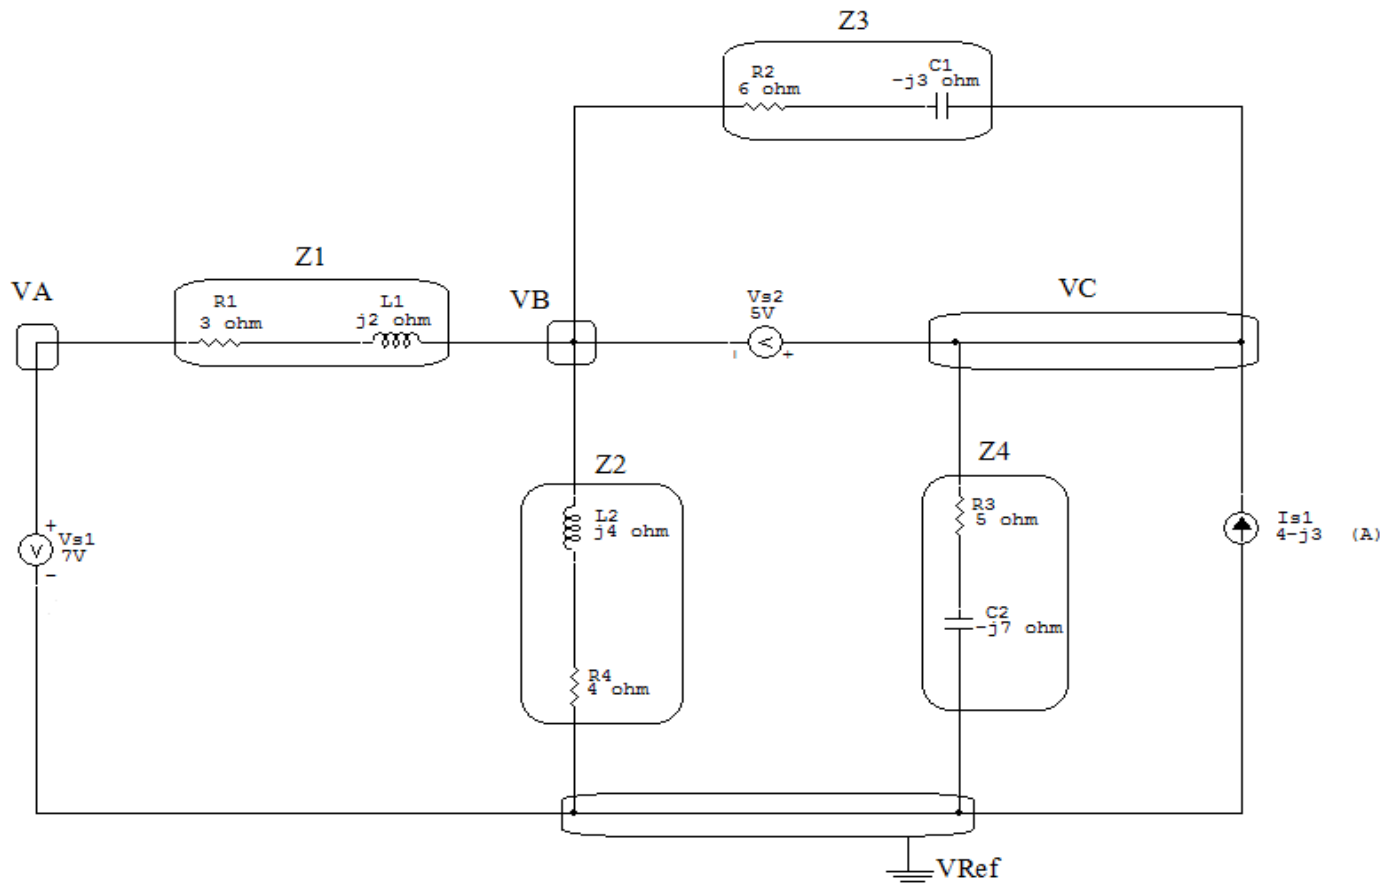 Z3
R2
6 ohm
C1
-j3 ohm
Z1
VA
R1
3 ohm
L1
j2 ohm
VB
Vs2
5V
- +
VC
Z2
Z4
L2
j4 ohm
R3
5 ohm
+
Vs1
7V
-
V
V
Is1
4-j3 (A)
C2
-j7 ohm
R4
4 ohm
VRef